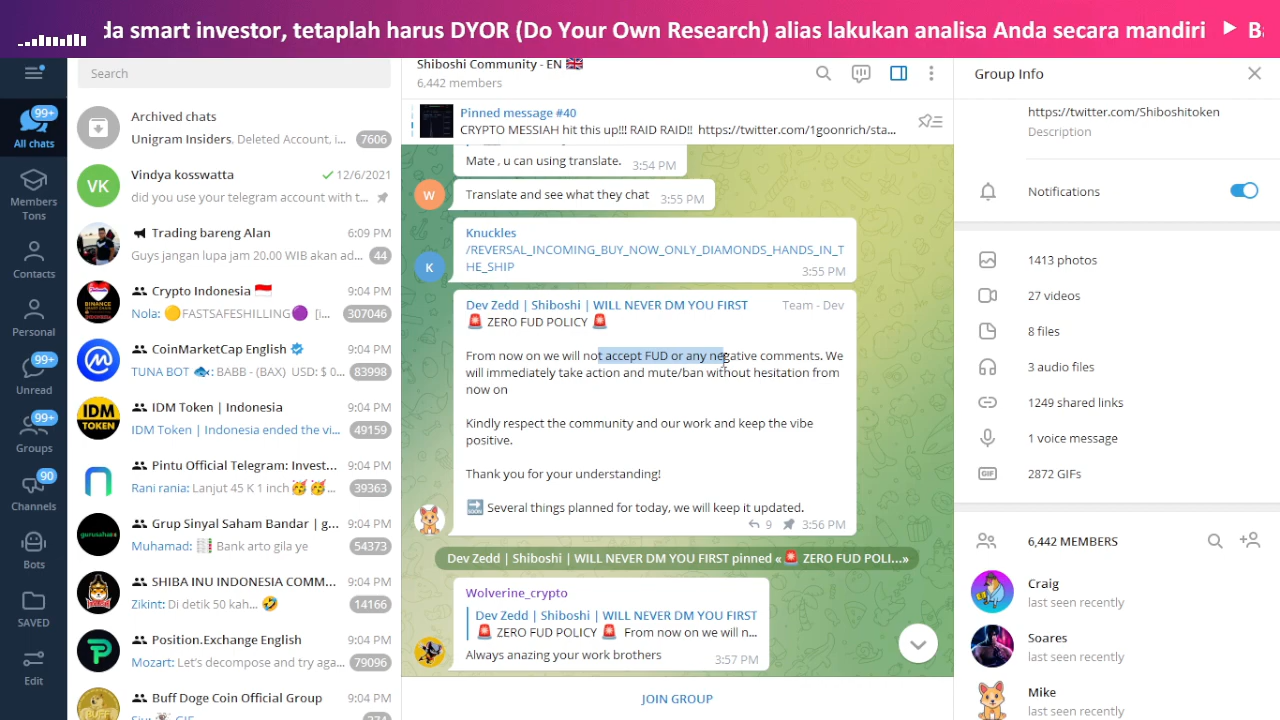 da smart investor, tetaplah harus DYOR (Do Your Own Research) alias lakukan analisa Anda secara mandiri
99+
All chats
Members
Tons
Contacts
Personal
99+
Unread
99+
Groups
90
Channels
Bots
SAVED
Edit
Search
Archived chats
Unigram Insiders. Deleted Account, i... 7606
VK
Vindya kosswatta 12/6/2021
did you use your telegram account with t...
Trading bareng Alan 6:09 PM
Guys jangan lupa jam 20.00 WIB akan ad... 44
Crypto Indonesia 🇮🇩 9:04 PM
Nola: 🟡FASTSAFESHILLING🟣 [i... 307046
CoinMarketCap English 9:04 PM
TUNA BOT 🐟: BABB - (BAX) USD: $ 0... 83998
IDM TOKEN
IDM Token | Indonesia 9:04 PM
IDM Token | Indonesia ended the vi... 49159
Pintu Official Telegram: Invest... 9:04 PM
Rani rania: Lanjut 45 K 1 inch 🥳🥳... 39363
gurusaham
Grup Sinyal Saham Bandar | g... 9:04 PM
Muhamad: Bank arto gila ye 54373
SHIBA INU INDONESIA COMM... 9:04 PM
Zikint: Di detik 50 kah... 🤣 14166
Position.Exchange English 9:04 PM
Mozart: Let's decompose and try aga... 79096
Buff Doge Coin Official Group 9:04 PM
Shiboshi Community - EN 🇬🇧
6,442 members
Pinned message #40
CRYPTO MESSIAH hit this up!!! RAID RAID!! https://twitter.com/1goonrich/sta...
Mate , u can using translate. 3:54 PM
W
Translate and see what they chat 3:55 PM
Knuckles
/REVERSAL_INCOMING_BUY_NOW_ONLY_DIAMONDS_HANDS_IN_T
HE_SHIP
3:55 PM
K
Dev Zedd | Shiboshi | WILL NEVER DM YOU FIRST Team - Dev
🚨 ZERO FUD POLICY 🚨
From now on we will not accept FUD or any negative comments. We
will immediately take action and mute/ban without hesitation from
now on
Kindly respect the community and our work and keep the vibe
positive.
Thank you for your understanding!
🔜 Several things planned for today, we will keep it updated.
9 3:56 PM
Dev Zedd | Shiboshi | WILL NEVER DM YOU FIRST pinned «🚨 ZERO FUD POLI...»
Wolverine_crypto
Dev Zedd | Shiboshi | WILL NEVER DM YOU FIRST
🚨 ZERO FUD POLICY 🚨 From now on we will n...
Always anazing your work brothers 3:57 PM
JOIN GROUP
Group Info
https://twitter.com/Shiboshitoken
Description
Notifications
1413 photos
27 videos
8 files
3 audio files
1249 shared links
1 voice message
GIF
2872 GIFs
6,442 MEMBERS
Craig
last seen recently
Soares
last seen recently
Mike
last seen recently